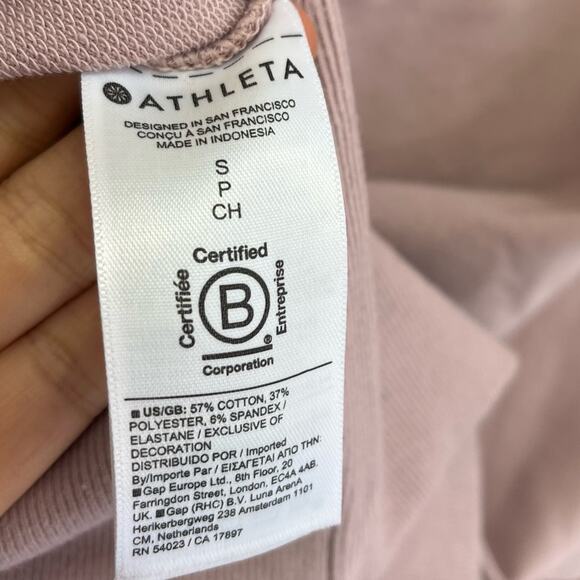 ATHLETA
DESIGNED IN SAN FRANCISCO
CONÇU À SAN FRANCISCO
MADE IN INDONESIA
S
P
CH
Certified
Certifiée
B
®
Entreprise
Corporation
US/GB: 57% COTTON, 37%
POLYESTER, 6% SPANDEX /
ELASTANE / EXCLUSIVE OF
DECORATION
DISTRIBUIDO POR / Imported
By/Importe Par / ΕΙΣΑΓΕΤΑΙ ΑΠΟ ΤΗΝ:
Gap Europe Ltd., 8th Floor, 20
Farringdon Street, London, EC4A 4AB.
UK. Gap (RHC) B.V. Luna ArenA
Herikerbergweg 238 Amsterdam 1101
CM, Netherlands
RN 54023 / CA 17897